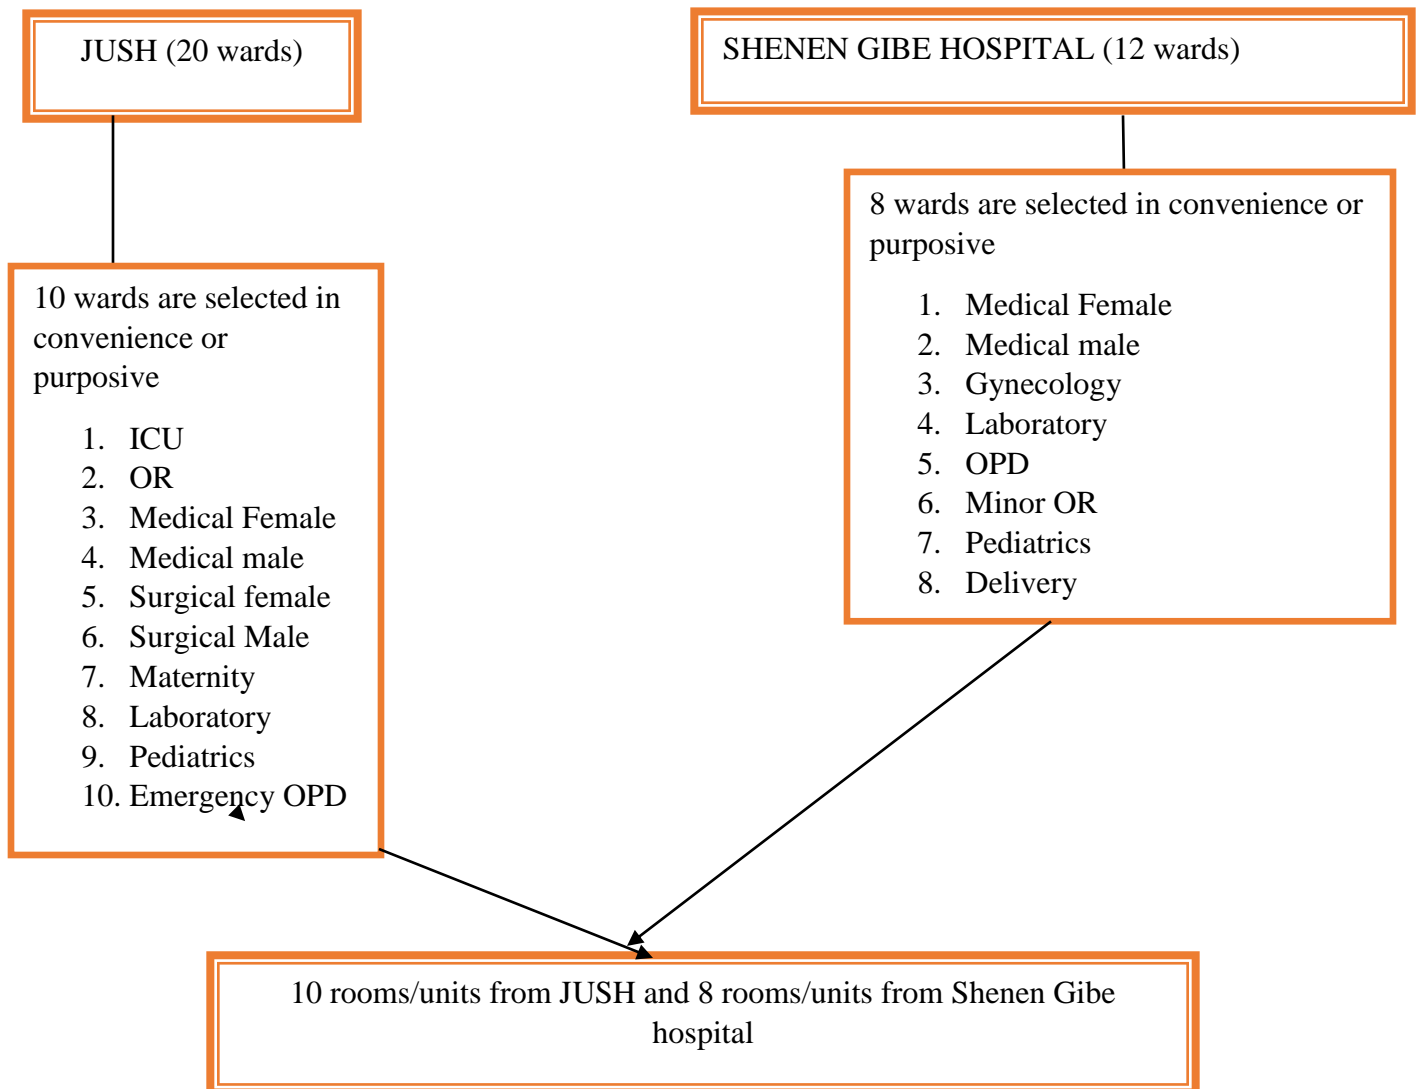 JUSH (20 wards)
SHENEN GIBE HOSPITAL (12 wards)
10 wards are selected in
convenience or
purposive
1. ICU
2. OR
3. Medical Female
4. Medical male
5. Surgical female
6. Surgical Male
7. Maternity
8. Laboratory
9. Pediatrics
10. Emergency OPD
8 wards are selected in convenience or
purposive
1. Medical Female
2. Medical male
3. Gynecology
4. Laboratory
5. OPD
6. Minor OR
7. Pediatrics
8. Delivery
10 rooms/units from JUSH and 8 rooms/units from Shenen Gibe
hospital